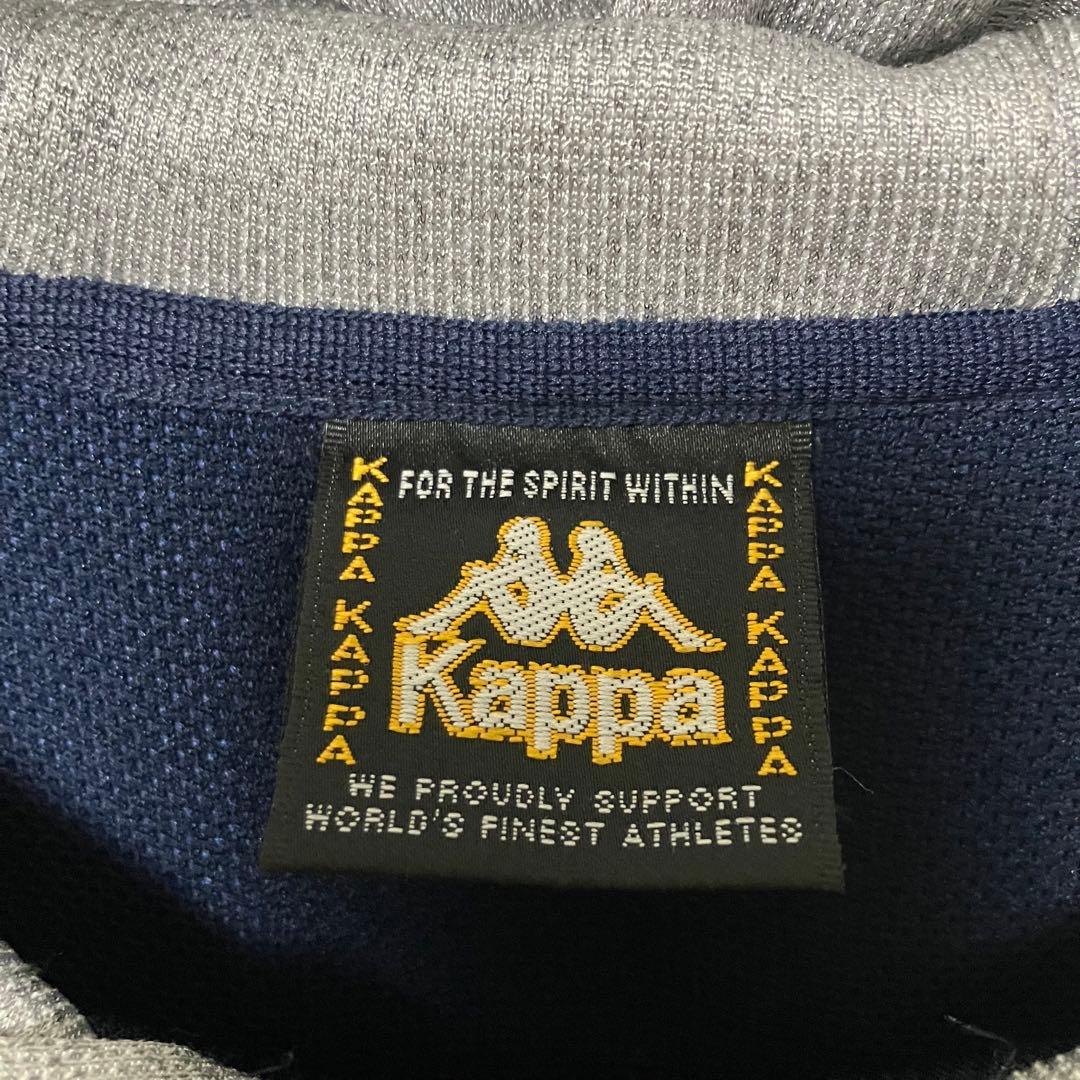 FOR THE SPIRIT WITHIN
KAPPA KAPPA
KAPPA KAPPA
Kappa
WE PROUDLY SUPPORT
WORLD'S FINEST ATHLETES